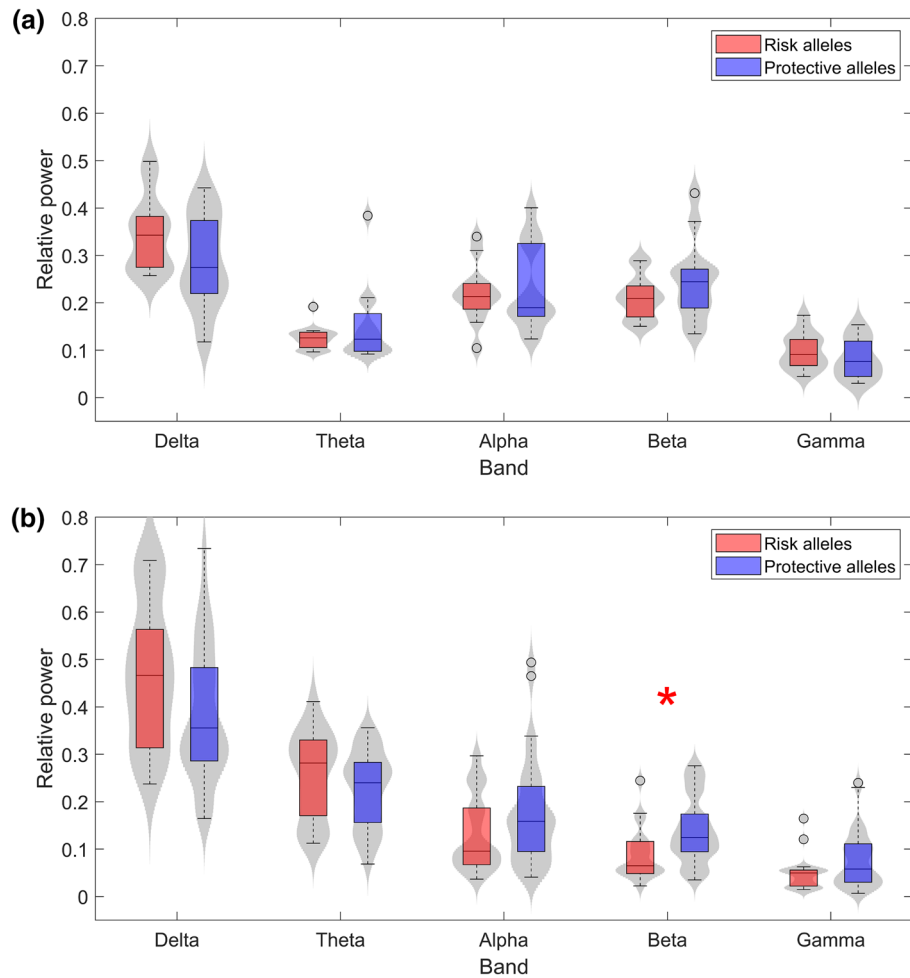 (a)
Relative power
0.8
0.7
0.6
0.5
0.4
0.3
0.2
0.1
0
Risk alleles
Protective alleles
Delta Theta Alpha Beta Gamma
Band
(b)
Relative power
0.8
0.7
0.6
0.5
0.4
0.3
0.2
0.1
0
Risk alleles
Protective alleles
*
Delta Theta Alpha Beta Gamma
Band